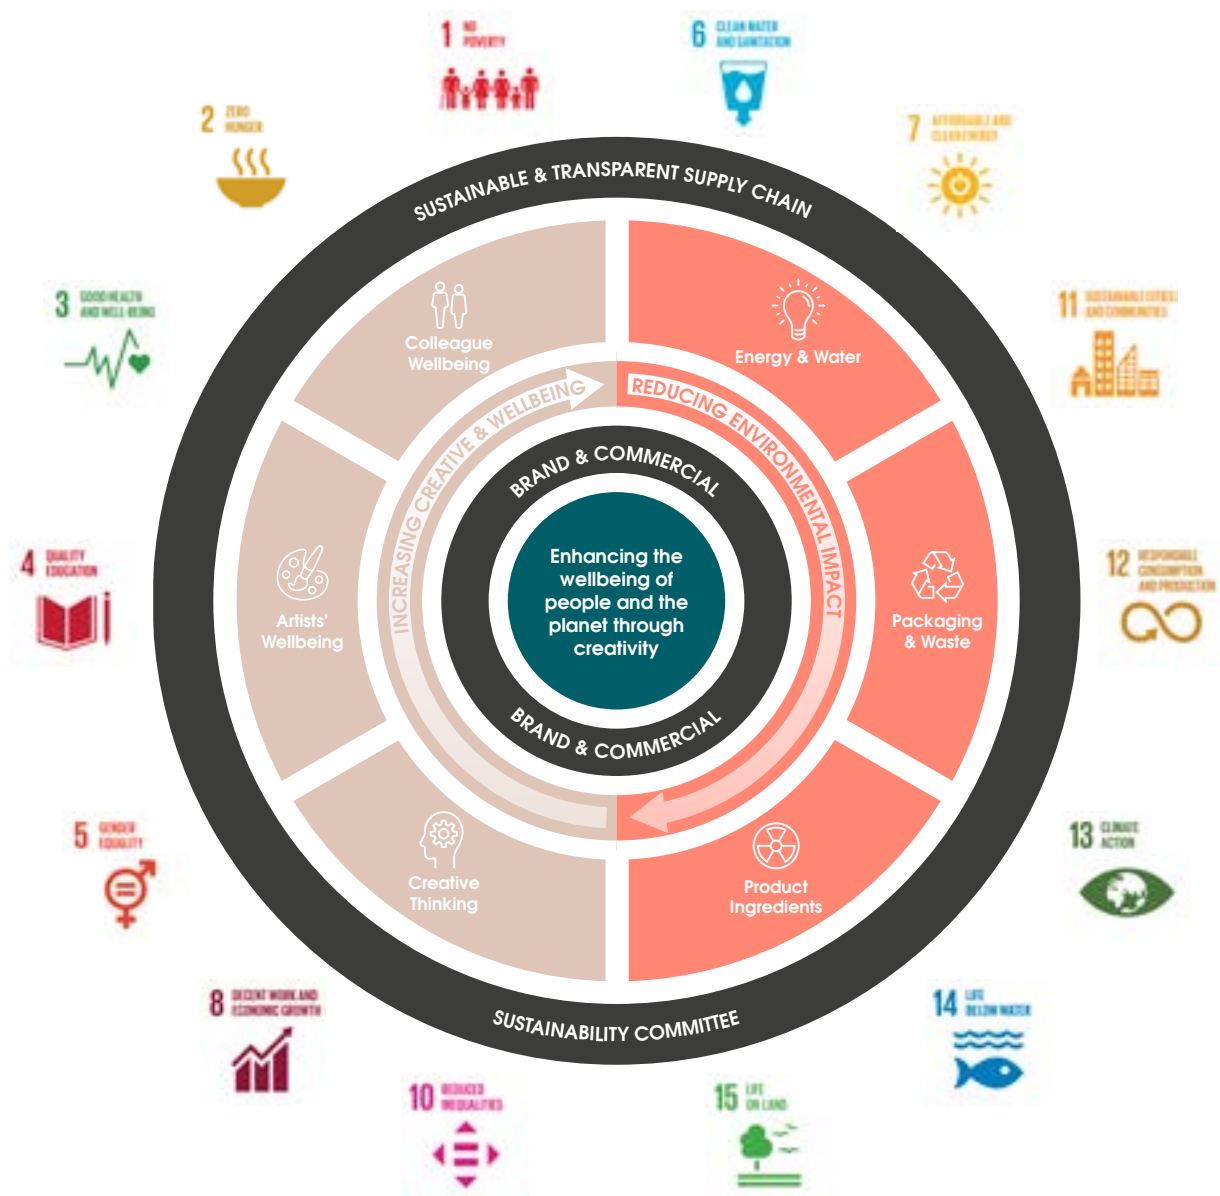 1 NO
POVERTY
6 CLEAN WATER
AND SANITATION
2 ZERO
HUNGER
7 AFFORDABLE AND
CLEAN ENERGY
SUSTAINABLE & TRANSPARENT SUPPLY CHAIN
3 GOOD HEALTH
AND WELL-BEING
11 SUSTAINABLE CITIES
AND COMMUNITIES
Colleague
Wellbeing
Energy & Water
INCREASING CREATIVE & WELLBEING
REDUCING ENVIRONMENTAL IMPACT
BRAND & COMMERCIAL
Enhancing the
wellbeing of
people and the
planet through
creativity
BRAND & COMMERCIAL
4 QUALITY
EDUCATION
Artists’
Wellbeing
Packaging
& Waste
12 RESPONSIBLE
CONSUMPTION
AND PRODUCTION
5 GENDER
EQUALITY
13 CLIMATE
ACTION
Creative
Thinking
Product
Ingredients
8 DECENT WORK AND
ECONOMIC GROWTH
14 LIFE
BELOW WATER
SUSTAINABILITY COMMITTEE
10 REDUCED
INEQUALITIES
15 LIFE
ON LAND